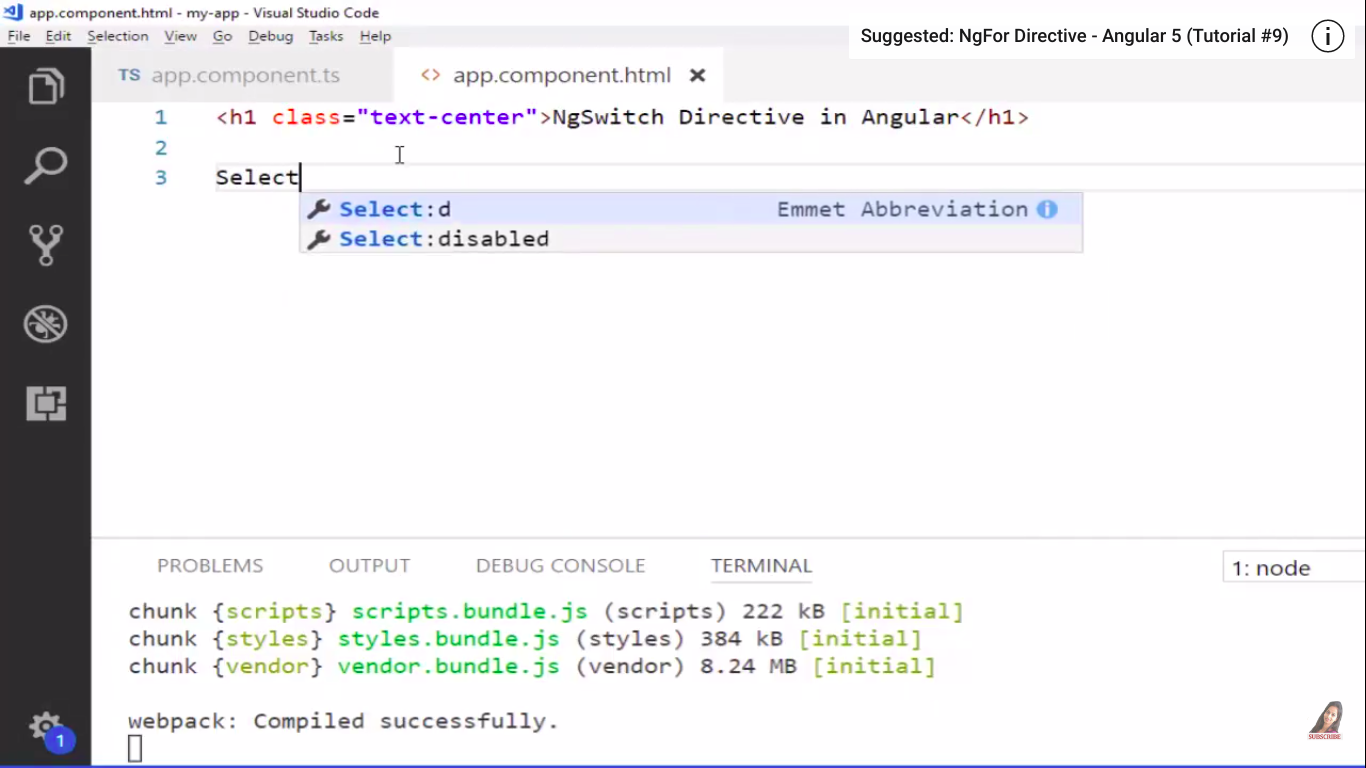 app.component.html - my-app - Visual Studio Code
File Edit Selection View Go Debug Tasks Help
Suggested: NgFor Directive - Angular 5 (Tutorial #9) i
TS app.component.ts <> app.component.html ×
1 <h1 class="text-center">NgSwitch Directive in Angular</h1>
2
3 Select
Select:d Emmet Abbreviation i
Select:disabled
PROBLEMS OUTPUT DEBUG CONSOLE TERMINAL 1: node
chunk {scripts} scripts.bundle.js (scripts) 222 kB [initial]
chunk {styles} styles.bundle.js (styles) 384 kB [initial]
chunk {vendor} vendor.bundle.js (vendor) 8.24 MB [initial]
webpack: Compiled successfully.
1
SUBSCRIBE